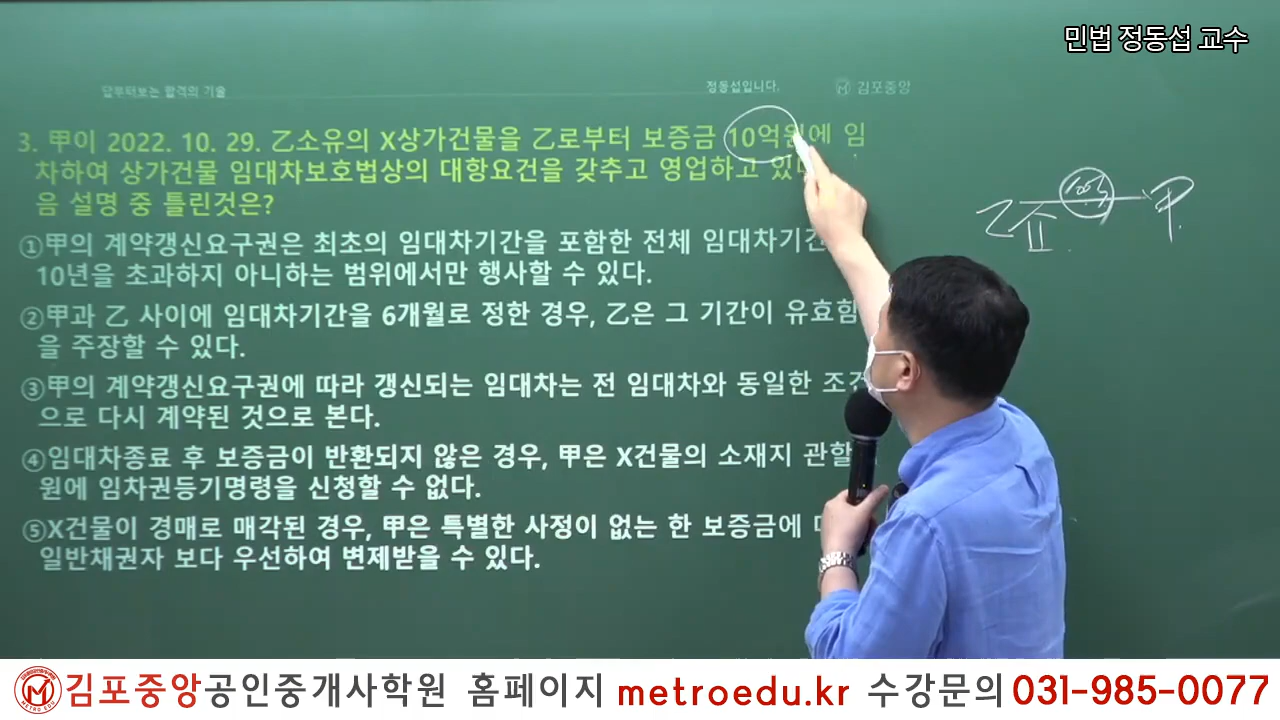 민법 정동섭 교수
답부터보는 합격의 기술
정동섭입니다.
김포중앙
3. 甲이 2022. 10. 29. 乙소유의 X상가건물을 乙로부터 보증금 10억원에 임
차하여 상가건물 임대차보호법상의 대항요건을 갖추고 영업하고 있
음 설명 중 틀린것은?
①甲의 계약갱신요구권은 최초의 임대차기간을 포함한 전체 임대차기간
10년을 초과하지 아니하는 범위에서만 행사할 수 있다.
②甲과 乙 사이에 임대차기간을 6개월로 정한 경우, 乙은 그 기간이 유효함
을 주장할 수 있다.
③甲의 계약갱신요구권에 따라 갱신되는 임대차는 전 임대차와 동일한 조건
으로 다시 계약된 것으로 본다.
④임대차종료 후 보증금이 반환되지 않은 경우, 甲은 X건물의 소재지 관할
원에 임차권등기명령을 신청할 수 없다.
⑤X건물이 경매로 매각된 경우, 甲은 특별한 사정이 없는 한 보증금에
일반채권자 보다 우선하여 변제받을 수 있다.
乙 甲
METRO EDU
김포중앙공인중개사학원 홈페이지 metroedu.kr 수강문의 031-985-0077